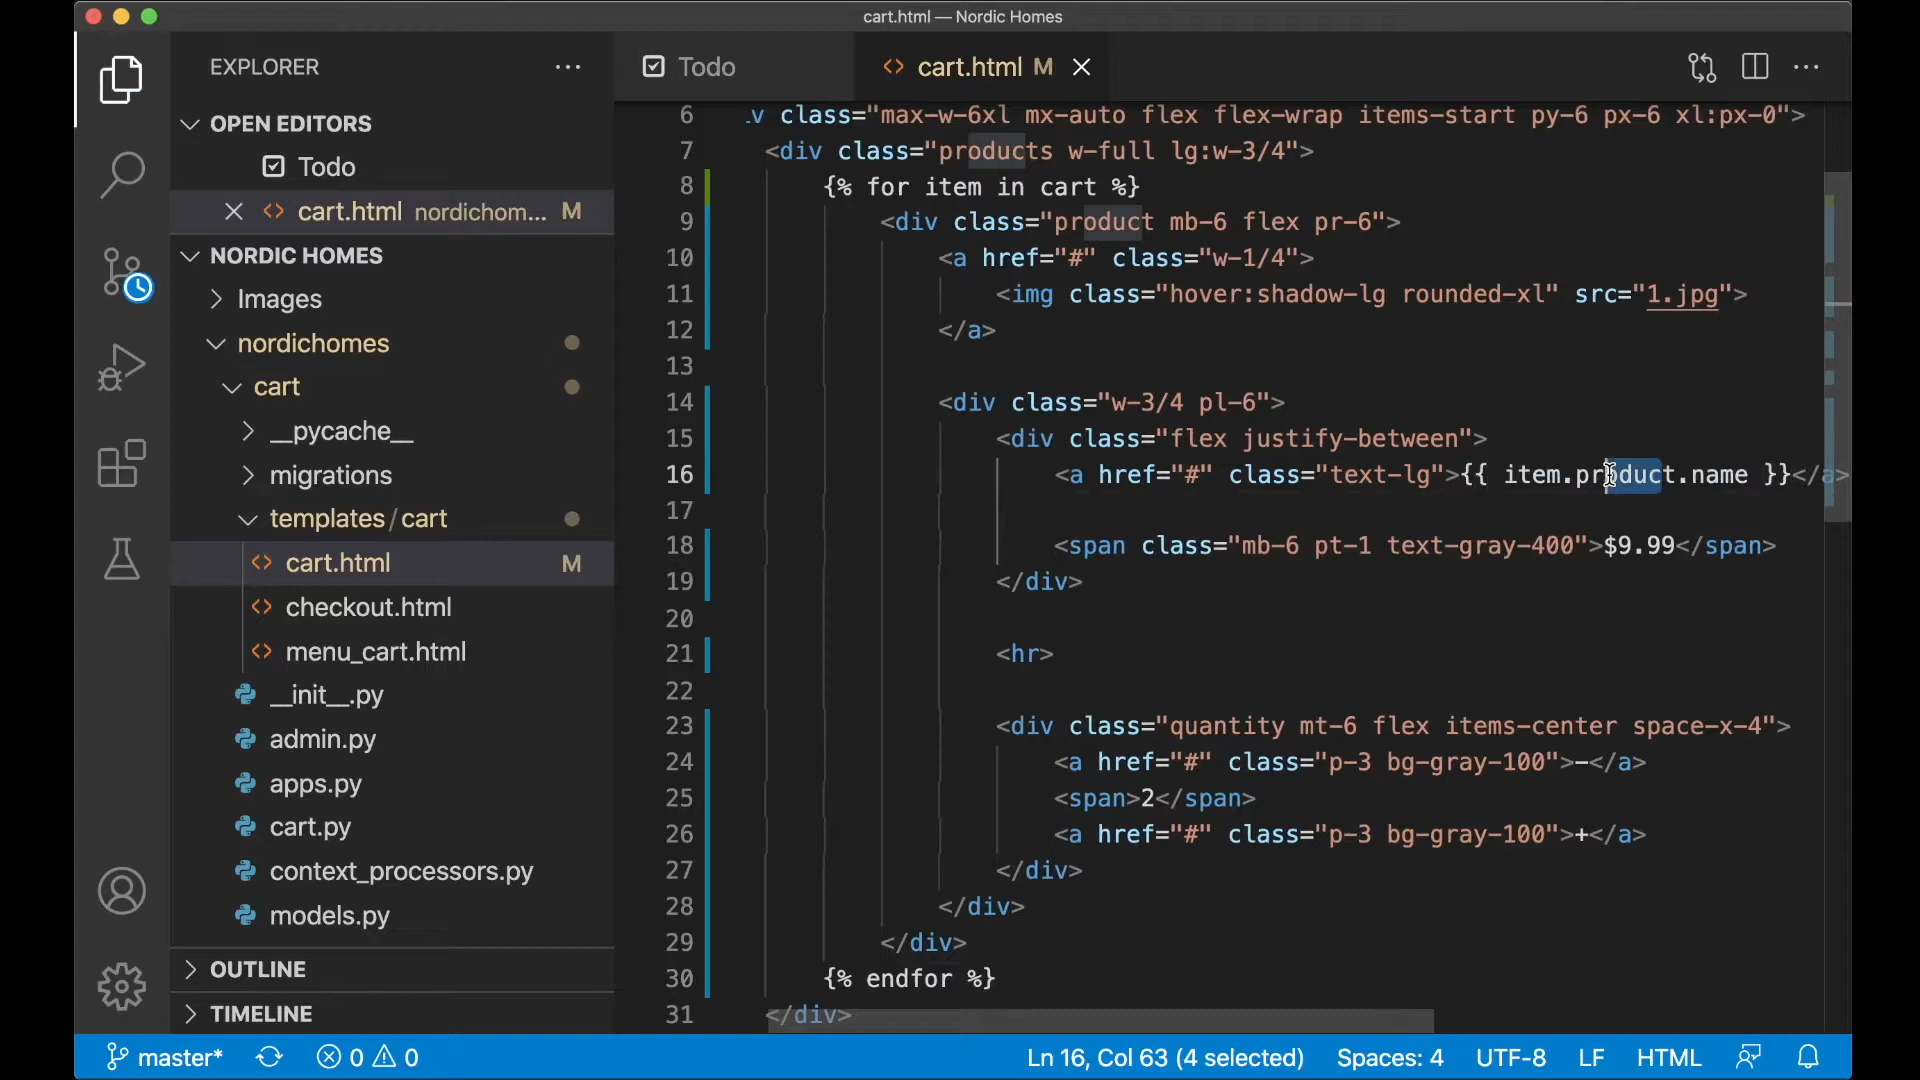 cart.html — Nordic Homes
EXPLORER
OPEN EDITORS
Todo
cart.html nordichom... M
NORDIC HOMES
Images
nordichomes
cart
__pycache__
migrations
templates/cart
cart.html M
checkout.html
menu_cart.html
__init__.py
admin.py
apps.py
cart.py
context_processors.py
models.py
OUTLINE
TIMELINE
Todo
cart.html M
6 v class="max-w-6xl mx-auto flex flex-wrap items-start py-6 px-6 xl:px-0">
7 <div class="products w-full lg:w-3/4">
8 {% for item in cart %}
9 <div class="product mb-6 flex pr-6">
10 <a href="#" class="w-1/4">
11 <img class="hover:shadow-lg rounded-xl" src="1.jpg">
12 </a>
13
14 <div class="w-3/4 pl-6">
15 <div class="flex justify-between">
16 <a href="#" class="text-lg">{{ item.product.name }}</a>
17
18 <span class="mb-6 pt-1 text-gray-400">$9.99</span>
19 </div>
20
21 <hr>
22
23 <div class="quantity mt-6 flex items-center space-x-4">
24 <a href="#" class="p-3 bg-gray-100">-</a>
25 <span>2</span>
26 <a href="#" class="p-3 bg-gray-100">+</a>
27 </div>
28 </div>
29 </div>
30 {% endfor %}
31 </div>
master* 0 0 Ln 16, Col 63 (4 selected) Spaces: 4 UTF-8 LF HTML